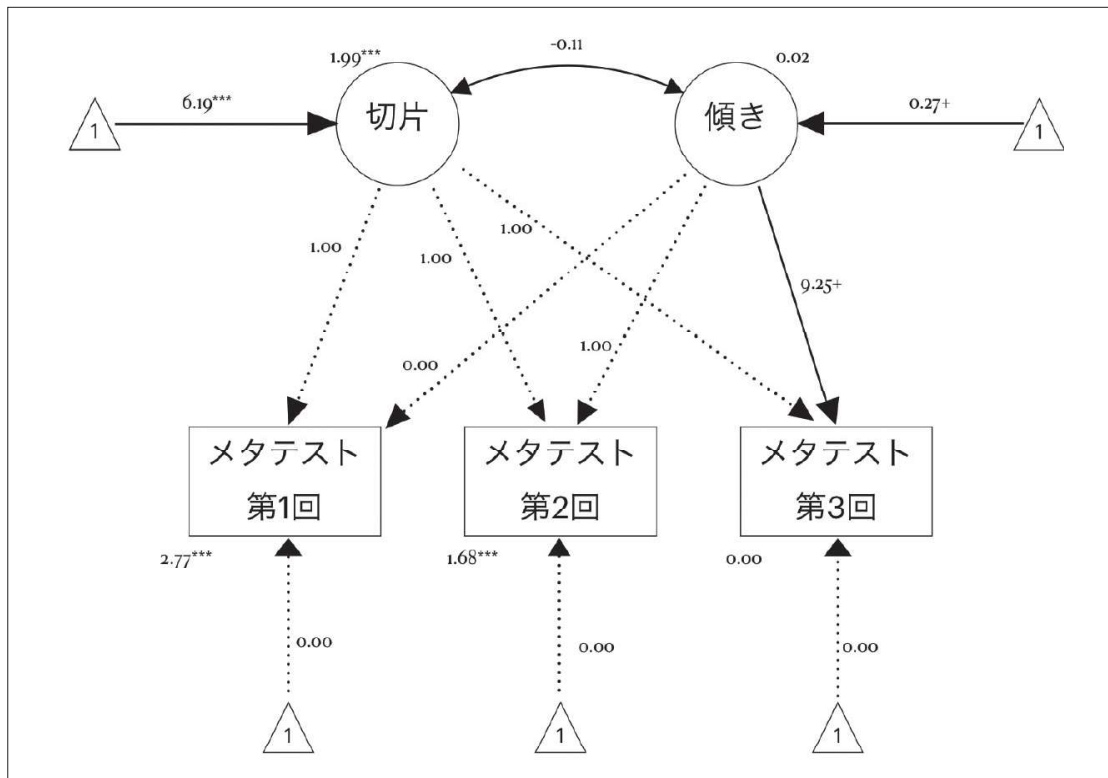 -0.11
1.99***
0.02
6.19***
0.27+
1
切片
傾き
1
1.00
1.00
1.00
9.25+
0.00
1.00
メタテスト
第1回
メタテスト
第2回
メタテスト
第3回
2.77***
1.68***
0.00
0.00
0.00
0.00
1
1
1